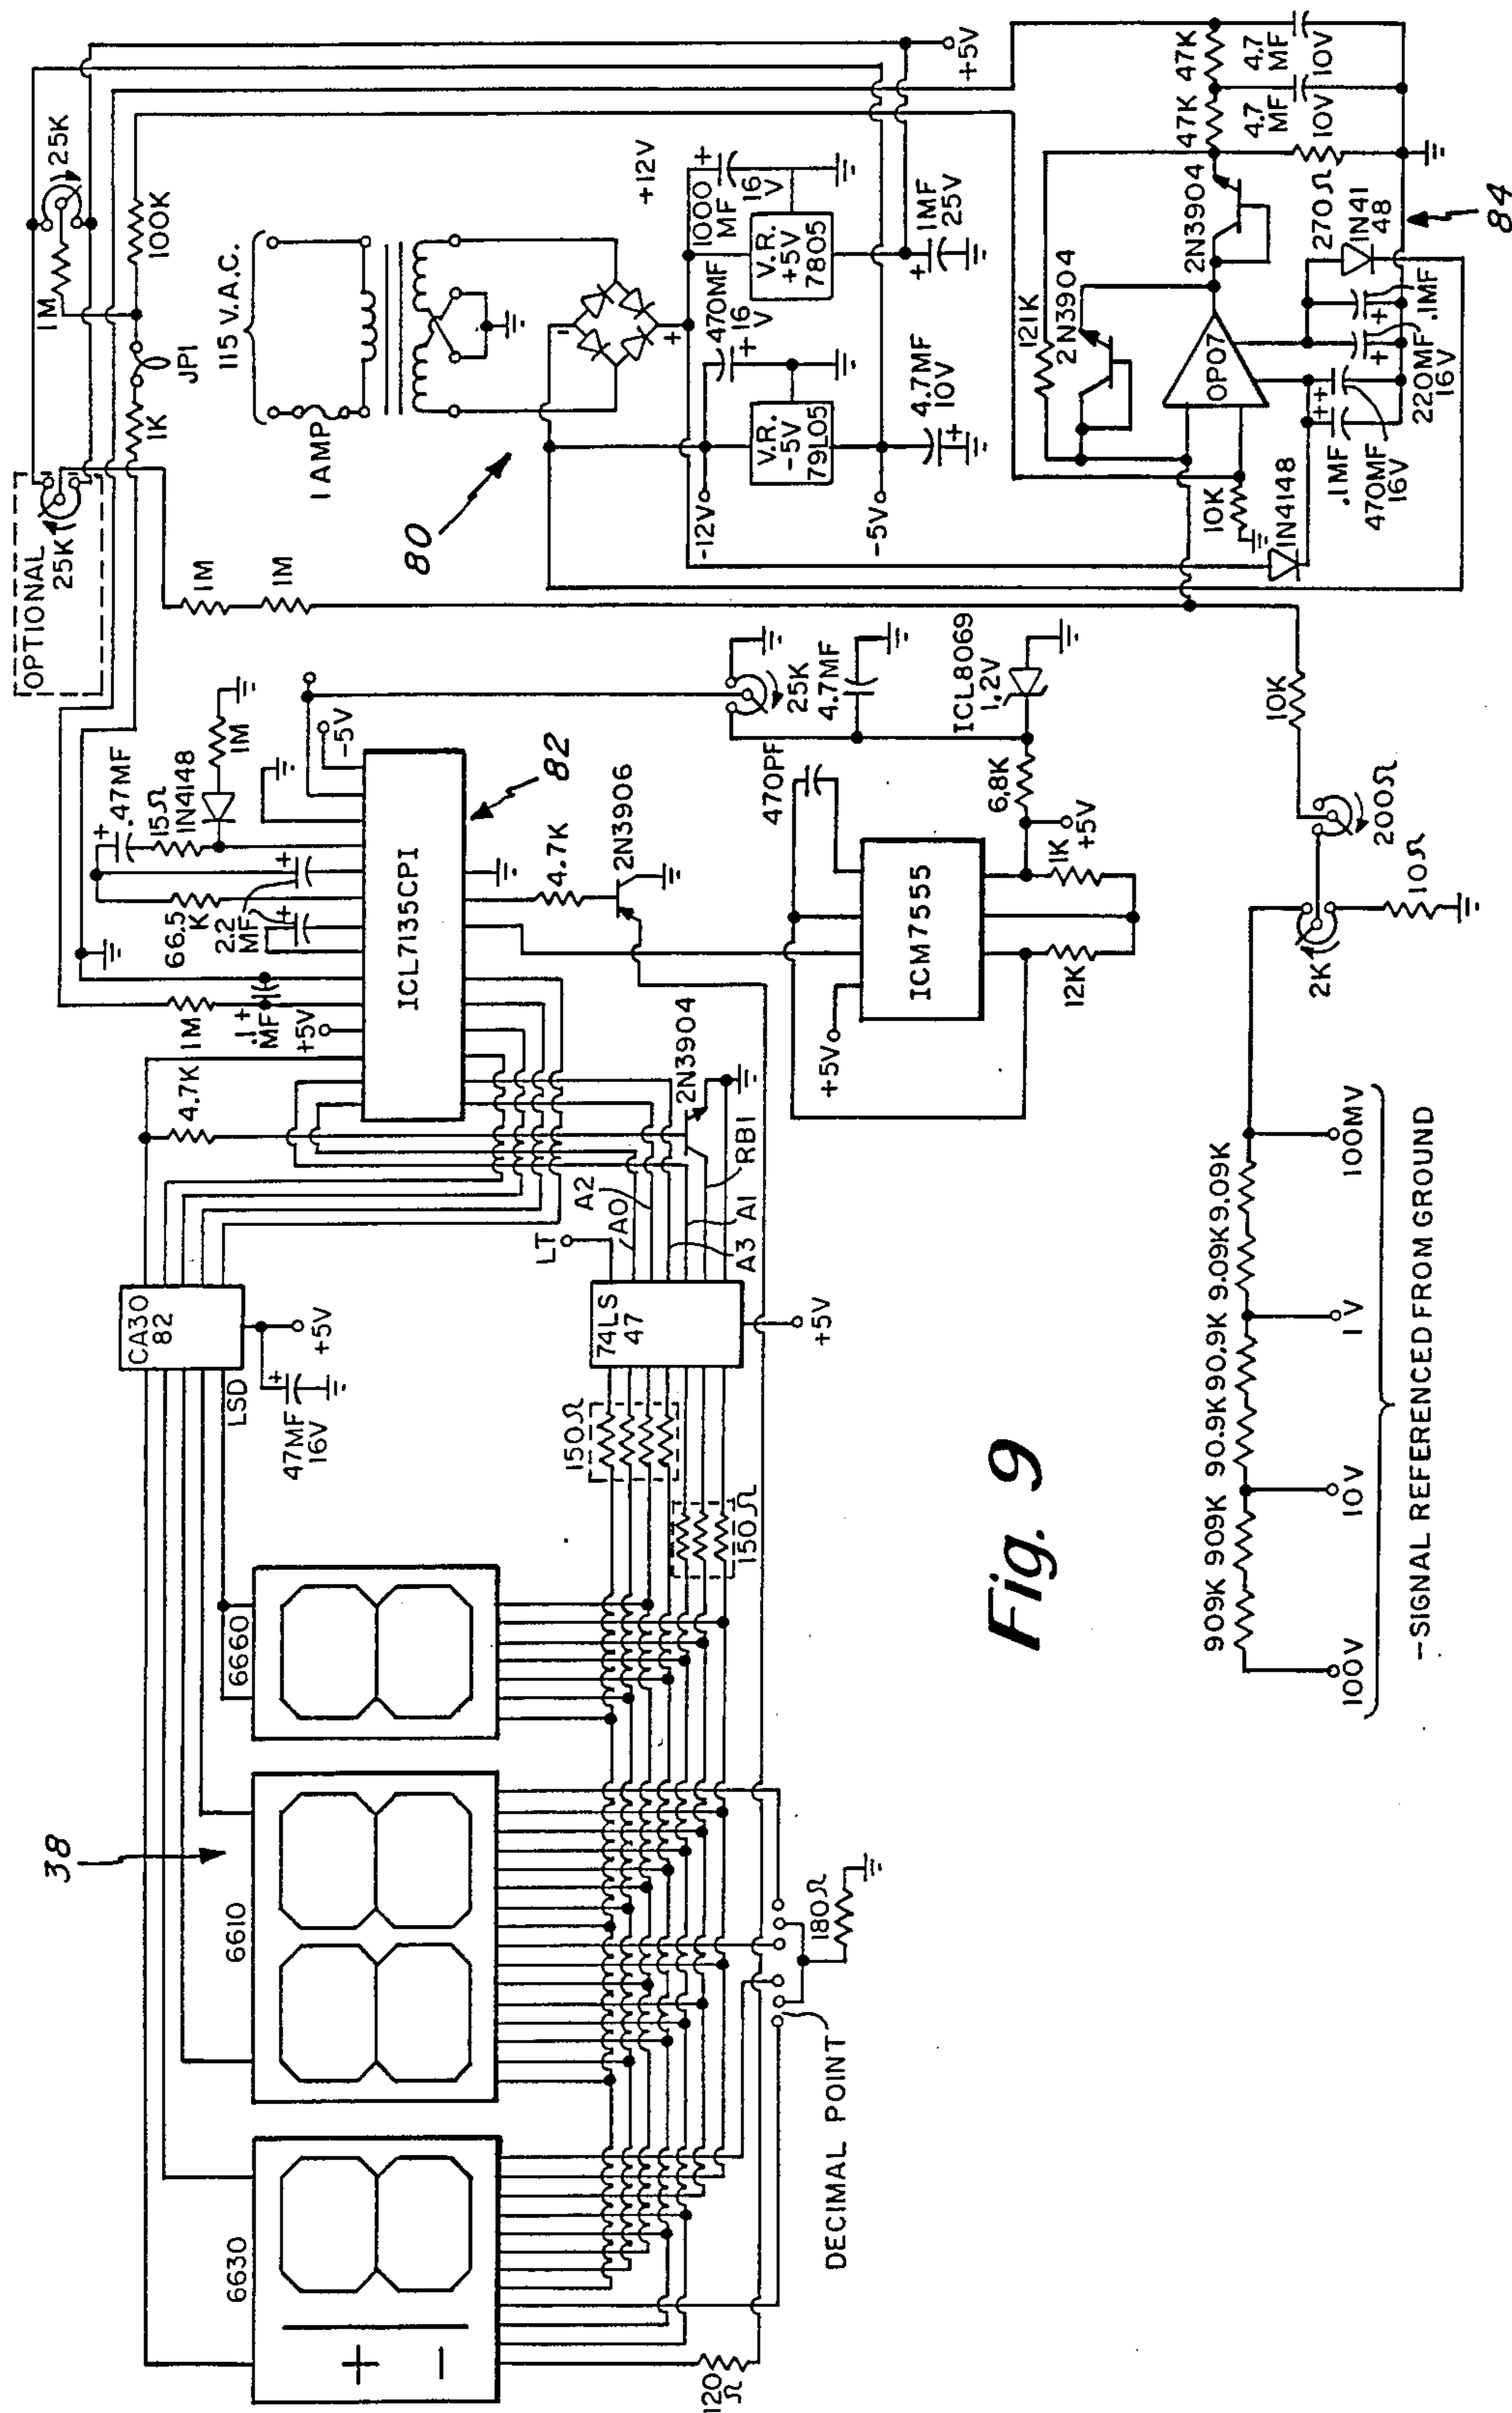 38
6630
6610
6660
120
Ω
DECIMAL POINT
180Ω
150Ω
150Ω
CA30
82
LSD
47MF
16V
+
+5V
74LS
47
+5V
LT
A0
A2
A3
A1
RB1
2N3904
4.7K
1M
.1
MF
+
+5V
66.5
K
2.2
MF
+
+
.47MF
+
15Ω
1N4148
1M
-5V
ICL7135CPI
82
4.7K
2N3906
25K
4.7MF
ICL8069
1.2V
470PF
6.8K
+5V
1K
12K
ICM7555
+5V
OPTIONAL
25K
1M
1M
1K
JP1
100K
1M
25K
115 V.A.C.
1 AMP
80
-
+
+12V
1000
MF
+
16
V
470MF
16
V
+
-12V
V.R.
-5V
79L05
V.R.
+5V
7805
1MF
25V
+
4.7MF
10V
+
-5V
+5V
121K
2N3904
2N3904
47K
47K
4.7
MF
10V
4.7
MF
10V
270Ω
1N41
48
OP07
10K
1N4148
.1MF
470MF
16V
+
+
220MF
16V
+
.1MF
+
84
10K
200Ω
2K
10Ω
909K 909K 90.9K 90.9K 9.09K 9.09K
100V
10V
1V
100MV
-SIGNAL REFERENCED FROM GROUND
Fig. 9